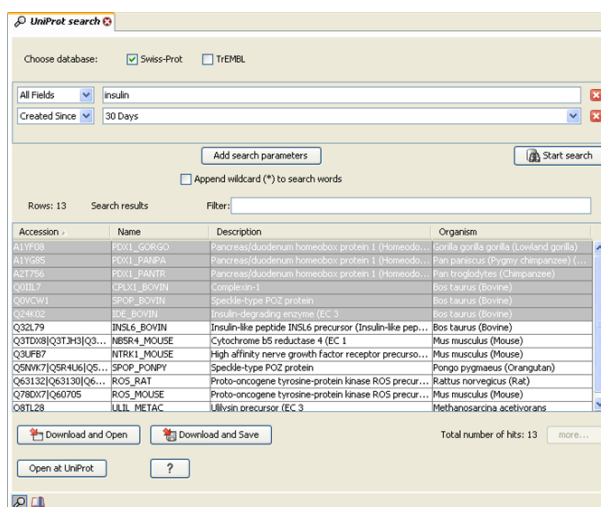 UniProt search
Choose database: Swiss-Prot TrEMBL
All Fields insulin
Created Since 30 Days
Add search parameters Start search
Append wildcard (*) to search words
Rows: 13 Search results Filter:
Accession Name Description Organism
A1YF08 PDX1_GORGO Pancreas/duodenum homeobox protein 1 (Homeodo... Gorilla gorilla gorilla (Lowland gorilla)
A1YG85 PDX1_PANPA Pancreas/duodenum homeobox protein 1 (Homeodo... Pan paniscus (Pygmy chimpanzee) (...
A2T756 PDX1_PANTR Pancreas/duodenum homeobox protein 1 (Homeodo... Pan troglodytes (Chimpanzee)
Q0IIL7 CPLX1_BOVIN Complexin-1 Bos taurus (Bovine)
Q0VCW1 SPOP_BOVIN Speckle-type POZ protein Bos taurus (Bovine)
Q24K02 IDE_BOVIN Insulin-degrading enzyme (EC 3 Bos taurus (Bovine)
Q32L79 INSL6_BOVIN Insulin-like peptide INSL6 precursor (Insulin-like pep... Bos taurus (Bovine)
Q3TDX8|Q3TJH3|Q3... NB5R4_MOUSE Cytochrome b5 reductase 4 (EC 1 Mus musculus (Mouse)
Q3UFB7 NTRK1_MOUSE High affinity nerve growth factor receptor precurso... Mus musculus (Mouse)
Q5NVK7|Q5R4U6|Q5... SPOP_PONPY Speckle-type POZ protein Pongo pygmaeus (Orangutan)
Q63132|Q63130|Q6... ROS_RAT Proto-oncogene tyrosine-protein kinase ROS precur... Rattus norvegicus (Rat)
Q78DX7|Q60705 ROS_MOUSE Proto-oncogene tyrosine-protein kinase ROS precur... Mus musculus (Mouse)
Q8TL28 ULIL_METAC Ulilysin precursor (EC 3 Methanosarcina acetivorans
Download and Open Download and Save Total number of hits: 13 more...
Open at UniProt ?